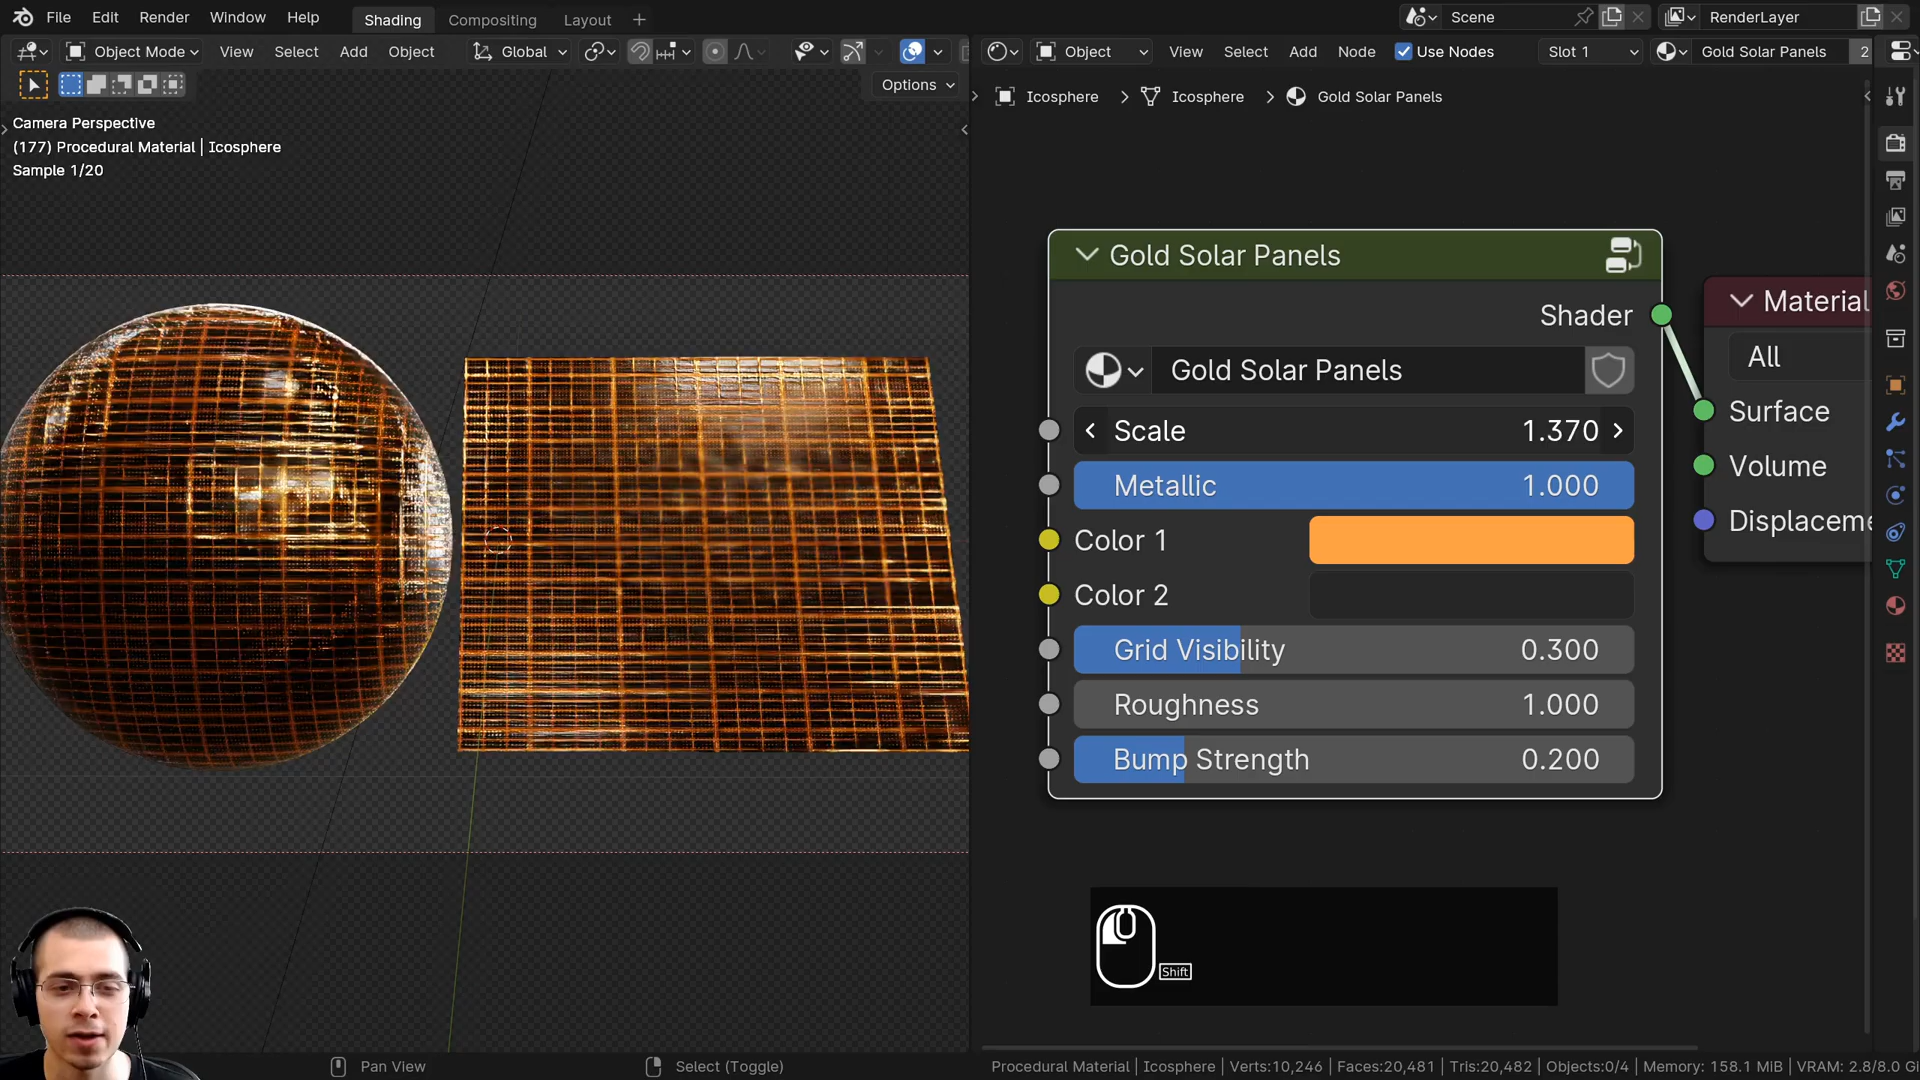 File Edit Render Window Help Shading Compositing Layout + Scene RenderLayer
Object Mode View Select Add Object Global Object View Select Add Node Use Nodes Slot 1 Gold Solar Panels 2
Options
Icosphere > Icosphere > Gold Solar Panels
Camera Perspective
(177) Procedural Material | Icosphere
Sample 1/20
Gold Solar Panels
Shader
Gold Solar Panels
Scale 1.370
Metallic 1.000
Color 1
Color 2
Grid Visibility 0.300
Roughness 1.000
Bump Strength 0.200
Material
All
Surface
Volume
Displaceme
Shift
Pan View Select (Toggle) Procedural Material | Icosphere | Verts:10,246 | Faces:20,481 | Tris:20,482 | Objects:0/4 | Memory: 158.1 MiB | VRAM: 2.8/8.0 G